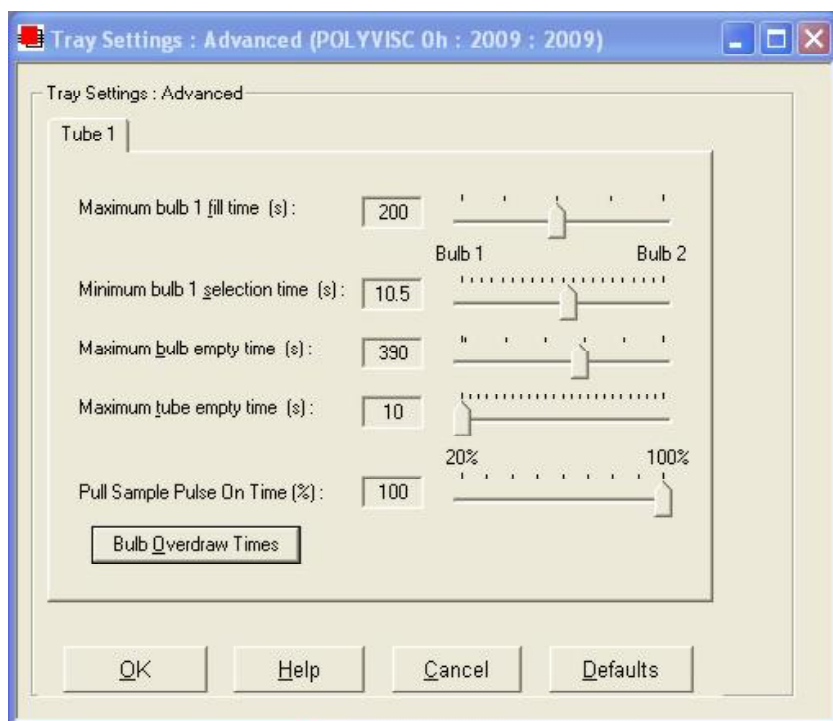 Tray Settings : Advanced (POLYVISC 0h : 2009 : 2009)
Tray Settings : Advanced
Tube 1
Maximum bulb 1 fill time (s) : 200
Bulb 1 Bulb 2
Minimum bulb 1 selection time (s) : 10.5
Maximum bulb empty time (s) : 390
Maximum tube empty time (s) : 10
20% 100%
Pull Sample Pulse On Time (%) : 100
Bulb Overdraw Times
OK Help Cancel Defaults